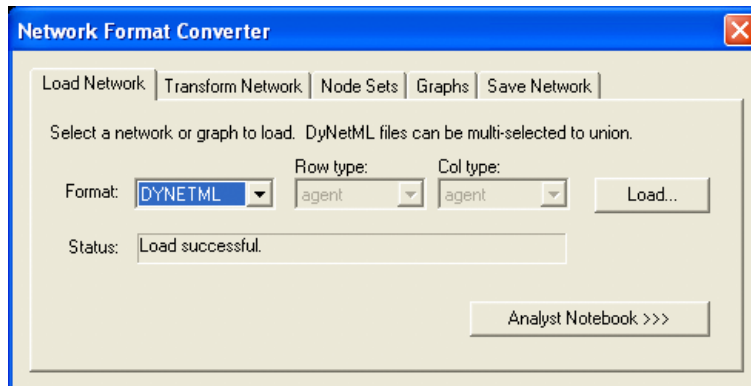 Network Format Converter
Load Network Transform Network Node Sets Graphs Save Network
Select a network or graph to load. DyNetML files can be multi-selected to union.
Row type: Col type:
Format: DYNETML agent agent Load...
Status: Load successful.
Analyst Notebook >>>